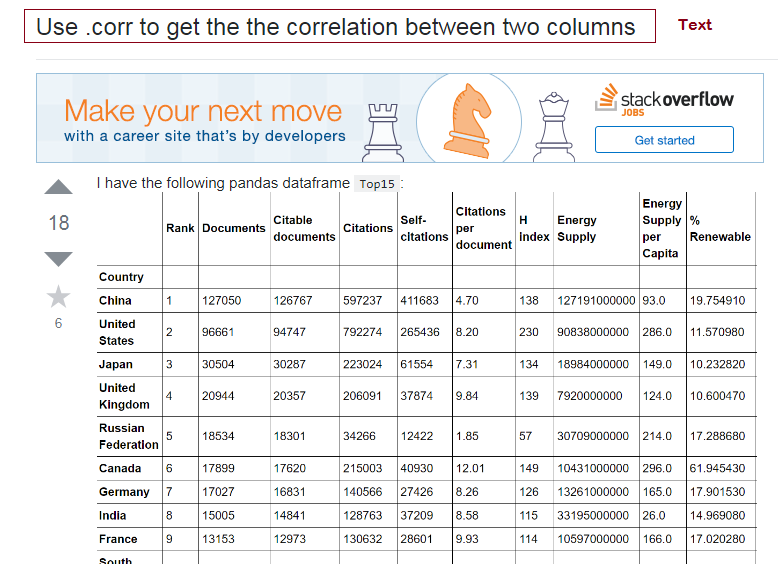 Use .corr to get the the correlation between two columns
Text
Make your next move
with a career site that's by developers
stackoverflow
JOBS
Get started
I have the following pandas dataframe Top15 :
18
6
Rank Documents Citable documents Citations Self-citations Citations per document H index Energy Supply Energy Supply per Capita % Renewable
Country
China 1 127050 126767 597237 411683 4.70 138 127191000000 93.0 19.754910
United States 2 96661 94747 792274 265436 8.20 230 90838000000 286.0 11.570980
Japan 3 30504 30287 223024 61554 7.31 134 18984000000 149.0 10.232820
United Kingdom 4 20944 20357 206091 37874 9.84 139 7920000000 124.0 10.600470
Russian Federation 5 18534 18301 34266 12422 1.85 57 30709000000 214.0 17.288680
Canada 6 17899 17620 215003 40930 12.01 149 10431000000 296.0 61.945430
Germany 7 17027 16831 140566 27426 8.26 126 13261000000 165.0 17.901530
India 8 15005 14841 128763 37209 8.58 115 33195000000 26.0 14.969080
France 9 13153 12973 130632 28601 9.93 114 10597000000 166.0 17.020280
South